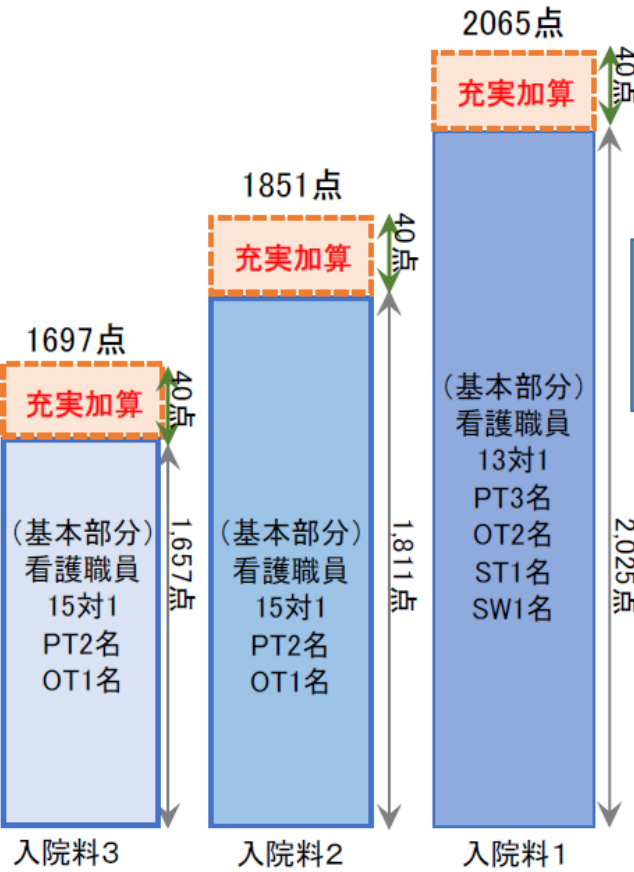 2065点
充実加算
40点
1851点
充実加算
40点
1697点
充実加算
40点
(基本部分)
看護職員
13対1
PT3名
OT2名
ST1名
SW1名
2,025点
(基本部分)
看護職員
15対1
PT2名
OT1名
1,811点
(基本部分)
看護職員
15対1
PT2名
OT1名
1,657点
入院料3
入院料2
入院料1